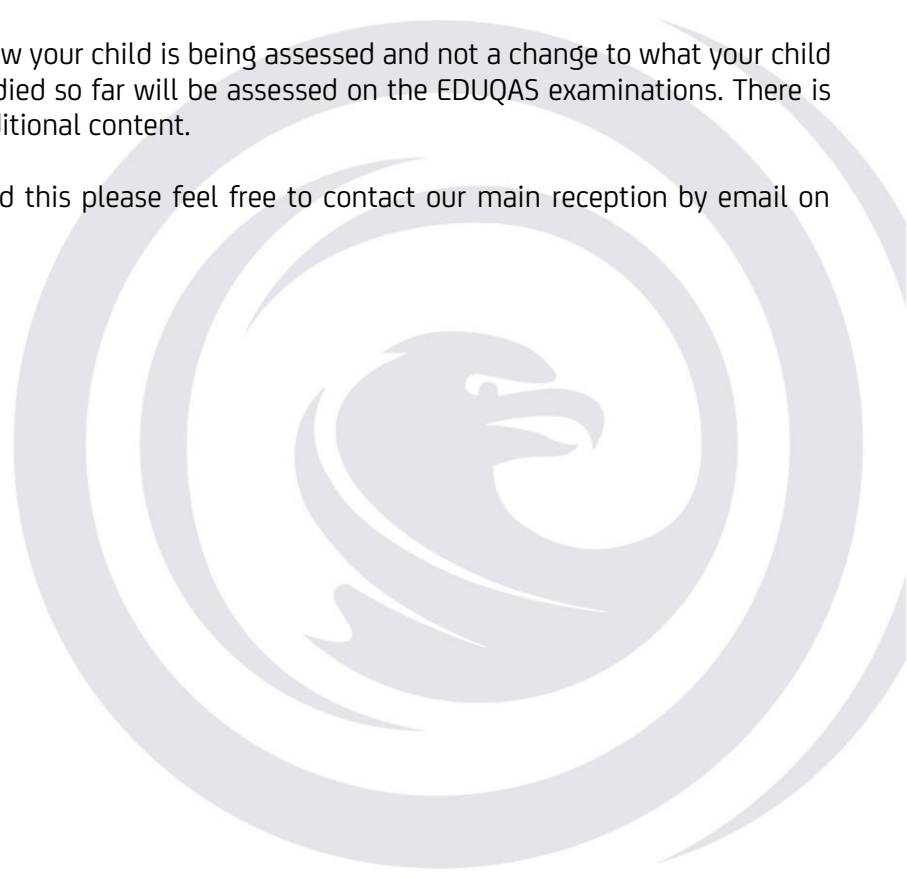 w your child is being assessed and not a change to what your child
died so far will be assessed on the EDUQAS examinations. There is
ditional content.
d this please feel free to contact our main reception by email on